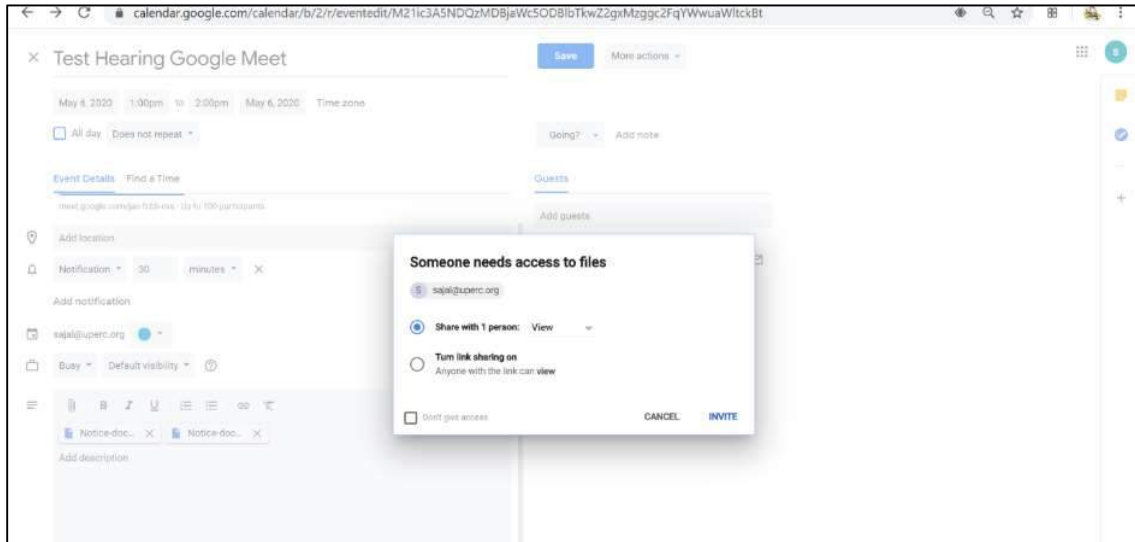 calendar.google.com/calendar/b/2/r/eventedit/M21ic3A5NDQzMDBjaWc5ODBlbTkwZ2gxMzggc2FqYWwuaWltckBt
Test Hearing Google Meet
Save
More actions
May 6, 2020 1:00pm to 2:00pm May 6, 2020 Time zone
All day Does not repeat
Going? Add note
Event Details Find a Time
Guests
Up to 100 participants
Add guests
Add location
Notification 30 minutes
Add notification
sajal@uperc.org
Busy Default visibility
B I U
Notice-doc... Notice-doc...
Add description
Someone needs access to files
S sajal@uperc.org
Share with 1 person: View
Turn link sharing on
Anyone with the link can view
Don't give access
CANCEL INVITE